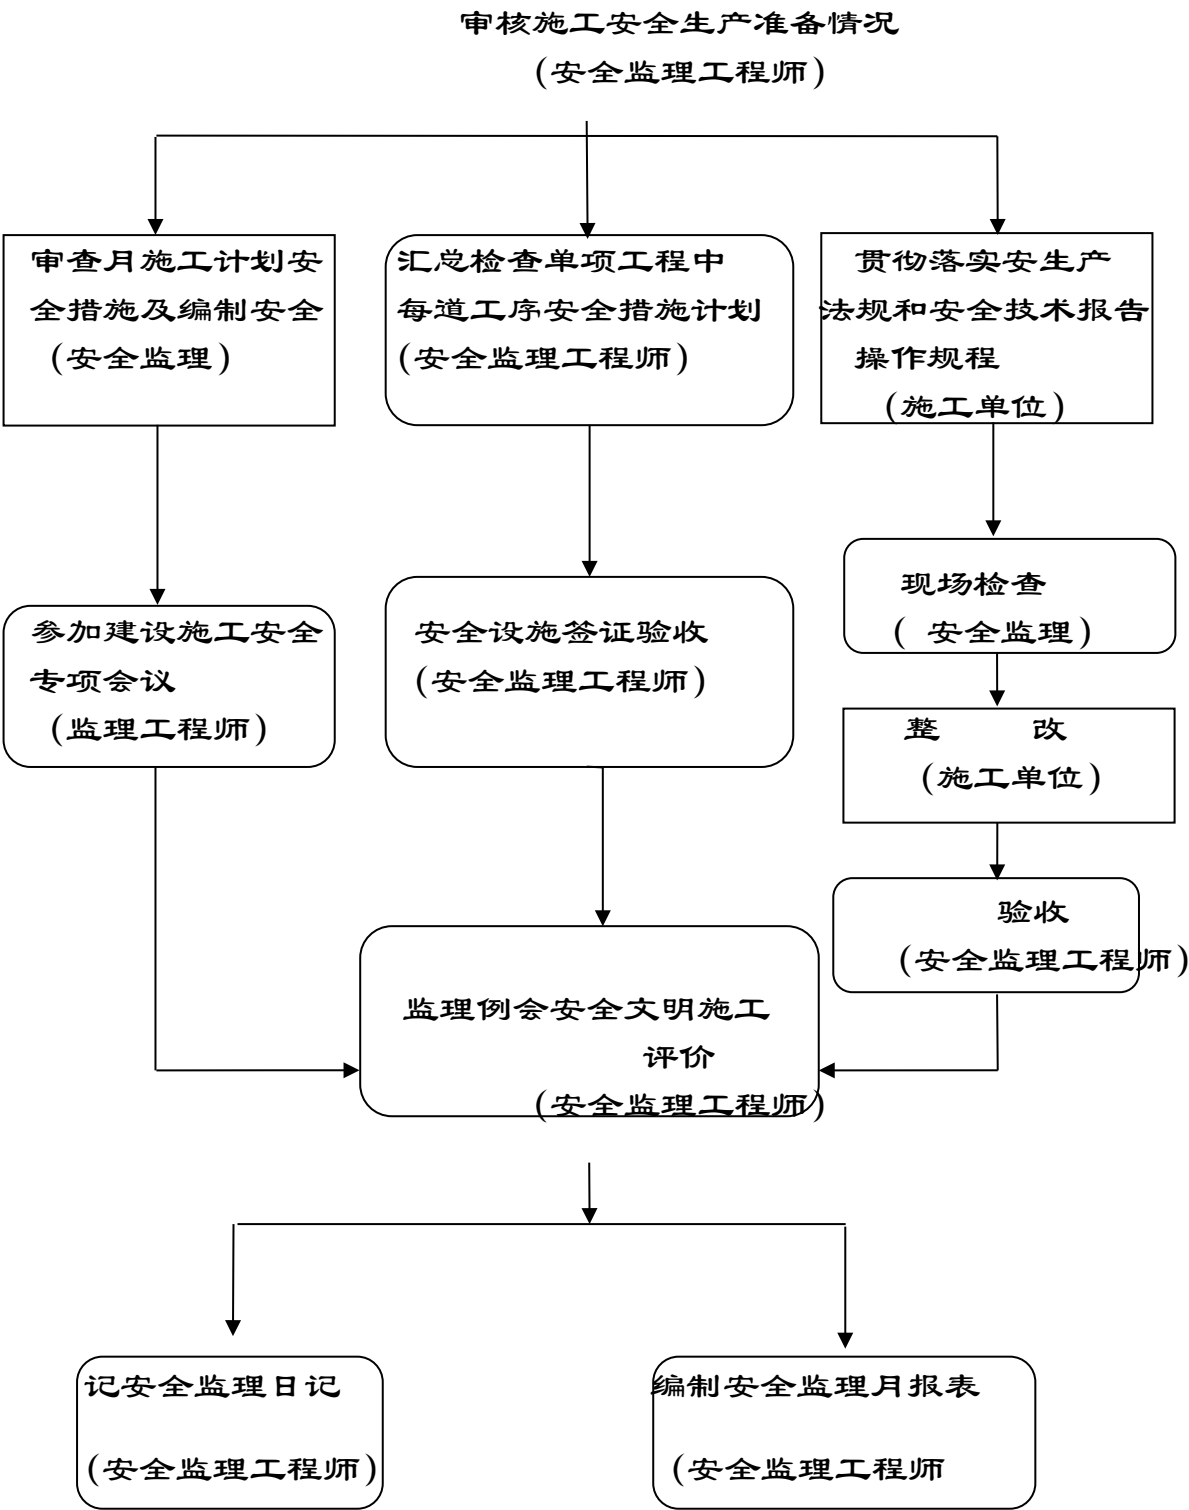 审核施工安全生产准备情况
(安全监理工程师)
审查月施工计划安
全措施及编制安全
(安全监理)
汇总检查单项工程中
每道工序安全措施计划
(安全监理工程师)
贯彻落实安生产
法规和安全技术报告
操作规程
(施工单位)
现场检查
( 安全监理)
参加建设施工安全
专项会议
(监理工程师)
安全设施签证验收
(安全监理工程师)
整 改
(施工单位)
验收
(安全监理工程师)
监理例会安全文明施工
评价
(安全监理工程师)
记安全监理日记
(安全监理工程师)
编制安全监理月报表
(安全监理工程师